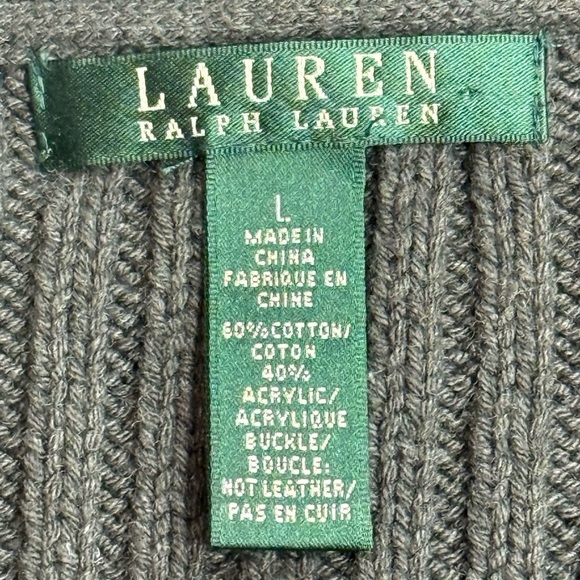 LAUREN
RALPH LAUREN
L
MADE IN
CHINA
FABRIQUE EN
CHINE
60% COTTON/
COTON
40%
ACRYLIC/
ACRYLIQUE
BUCKLE/
BOUCLE:
NOT LEATHER/
PAS EN CUIR